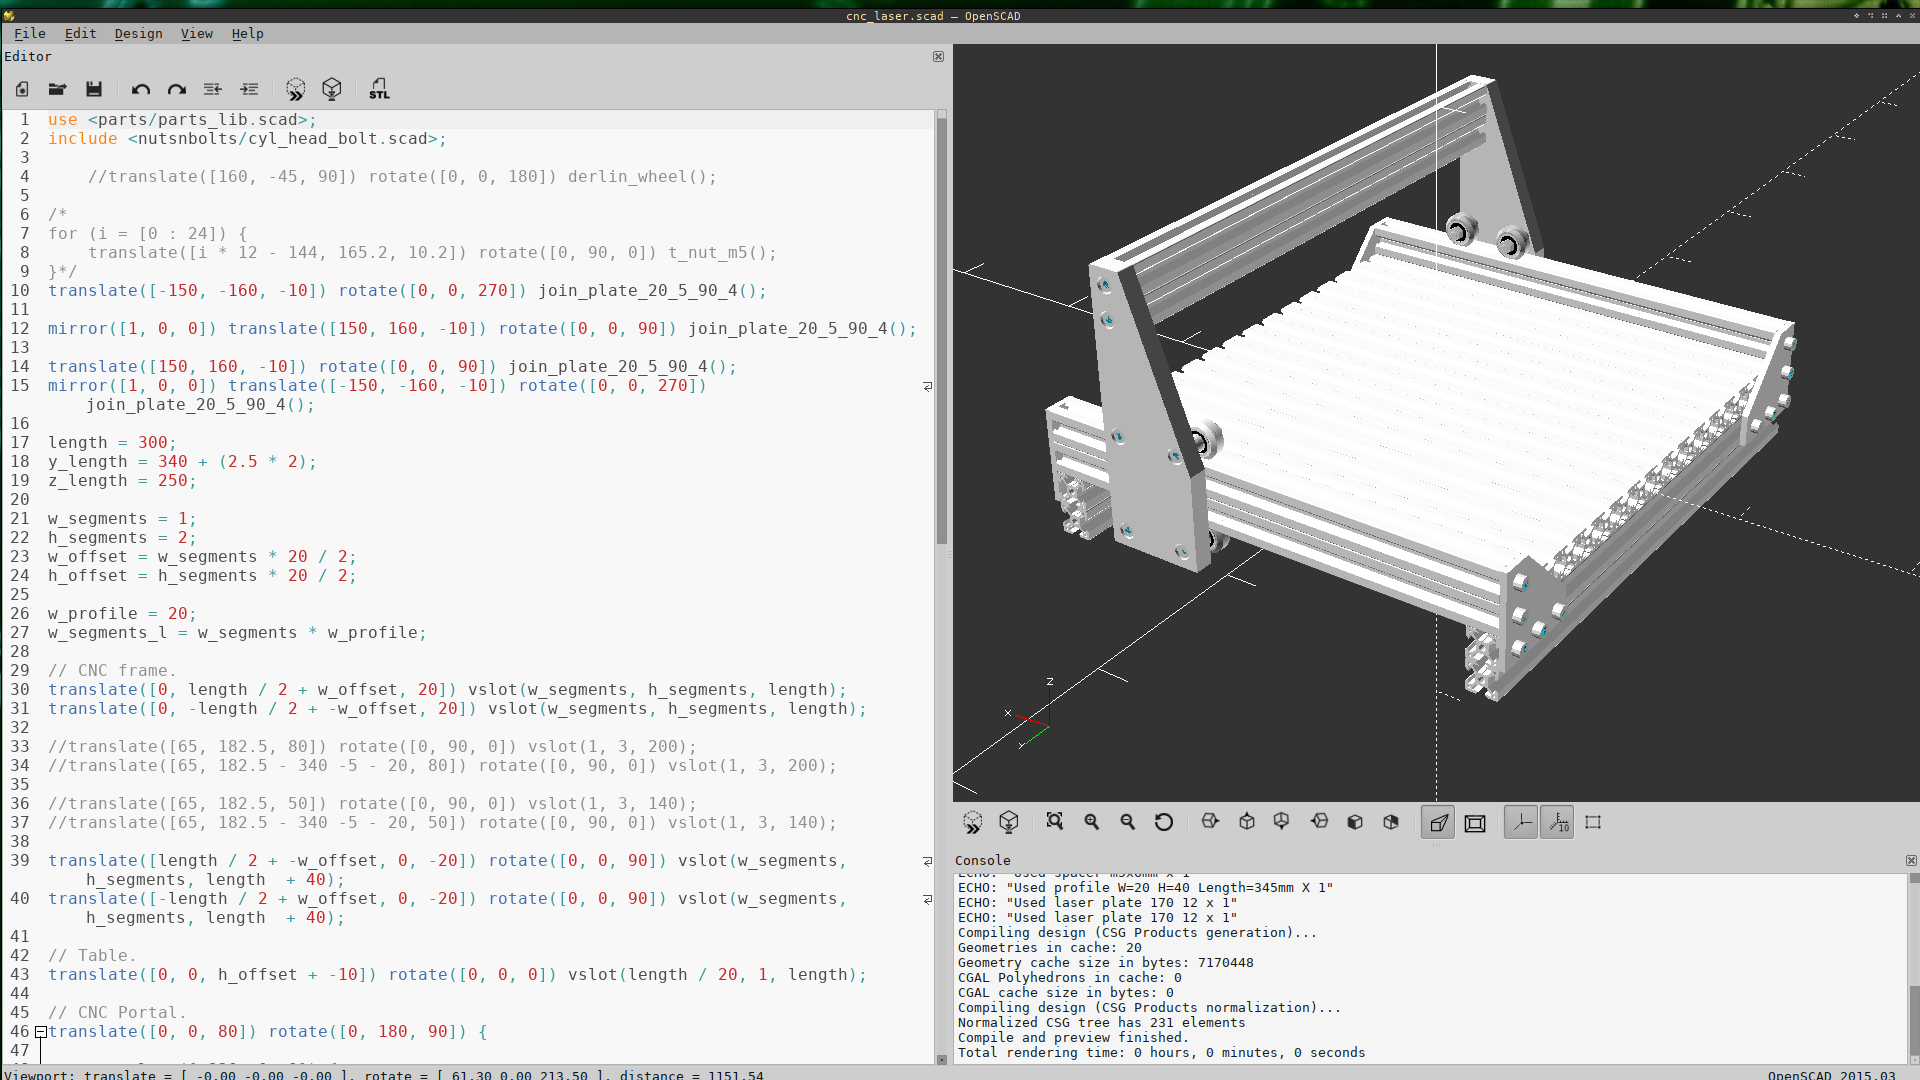 cnc_laser.scad — OpenSCAD
File Edit Design View Help
Editor
STL
1 use <parts/parts_lib.scad>;
2 include <nutsnbolts/cyl_head_bolt.scad>;
3
4 //translate([160, -45, 90]) rotate([0, 0, 180]) derlin_wheel();
5
6 /*
7 for (i = [0 : 24]) {
8 translate([i * 12 - 144, 165.2, 10.2]) rotate([0, 90, 0]) t_nut_m5();
9 }*/
10 translate([-150, -160, -10]) rotate([0, 0, 270]) join_plate_20_5_90_4();
11
12 mirror([1, 0, 0]) translate([150, 160, -10]) rotate([0, 0, 90]) join_plate_20_5_90_4();
13
14 translate([150, 160, -10]) rotate([0, 0, 90]) join_plate_20_5_90_4();
15 mirror([1, 0, 0]) translate([-150, -160, -10]) rotate([0, 0, 270])
join_plate_20_5_90_4();
16
17 length = 300;
18 y_length = 340 + (2.5 * 2);
19 z_length = 250;
20
21 w_segments = 1;
22 h_segments = 2;
23 w_offset = w_segments * 20 / 2;
24 h_offset = h_segments * 20 / 2;
25
26 w_profile = 20;
27 w_segments_l = w_segments * w_profile;
28
29 // CNC frame.
30 translate([0, length / 2 + w_offset, 20]) vslot(w_segments, h_segments, length);
31 translate([0, -length / 2 + -w_offset, 20]) vslot(w_segments, h_segments, length);
32
33 //translate([65, 182.5, 80]) rotate([0, 90, 0]) vslot(1, 3, 200);
34 //translate([65, 182.5 - 340 -5 - 20, 80]) rotate([0, 90, 0]) vslot(1, 3, 200);
35
36 //translate([65, 182.5, 50]) rotate([0, 90, 0]) vslot(1, 3, 140);
37 //translate([65, 182.5 - 340 -5 - 20, 50]) rotate([0, 90, 0]) vslot(1, 3, 140);
38
39 translate([length / 2 + -w_offset, 0, -20]) rotate([0, 0, 90]) vslot(w_segments,
h_segments, length  + 40);
40 translate([-length / 2 + w_offset, 0, -20]) rotate([0, 0, 90]) vslot(w_segments,
h_segments, length  + 40);
41
42 // Table.
43 translate([0, 0, h_offset + -10]) rotate([0, 0, 0]) vslot(length / 20, 1, length);
44
45 // CNC Portal.
46 translate([0, 0, 80]) rotate([0, 180, 90]) {
47
z
x
y
10
Console
ECHO: "Used spacer m5x6mm x 1"
ECHO: "Used profile W=20 H=40 Length=345mm X 1"
ECHO: "Used laser plate 170 12 x 1"
ECHO: "Used laser plate 170 12 x 1"
Compiling design (CSG Products generation)...
Geometries in cache: 20
Geometry cache size in bytes: 7170448
CGAL Polyhedrons in cache: 0
CGAL cache size in bytes: 0
Compiling design (CSG Products normalization)...
Normalized CSG tree has 231 elements
Compile and preview finished.
Total rendering time: 0 hours, 0 minutes, 0 seconds
Viewport: translate = [ -0.00 -0.00 -0.00 ], rotate = [ 61.30 0.00 213.50 ], distance = 1151.54
OpenSCAD 2015.03